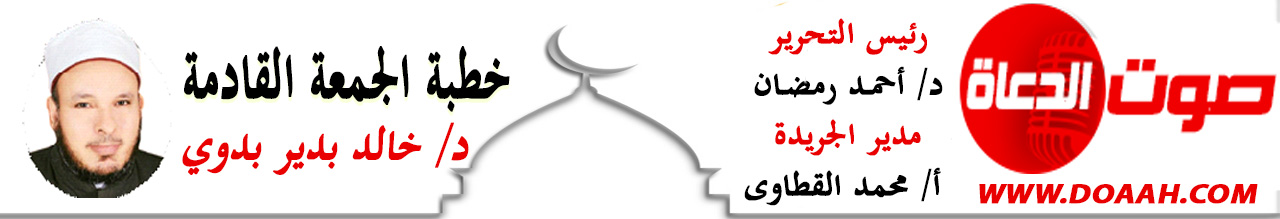 صوت الدعاة
WWW.DOAAH.COM
رئيس التحرير
د/ أحمد رمضان
مدير الجريدة
أ/ محمد القطاوى
خطبة الجمعة القادمة
د/ خالد بدير بدوي